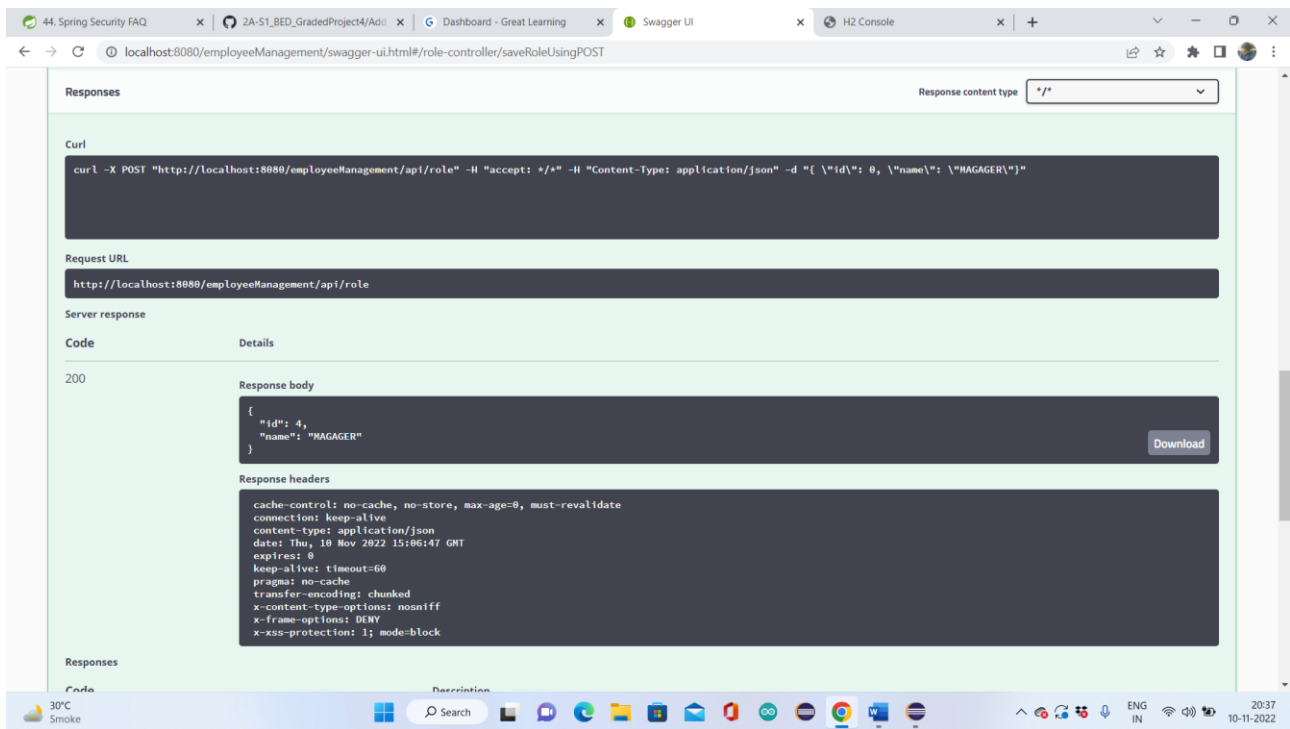 44. Spring Security FAQ
2A-S1_BED_GradedProject4/Add
Dashboard - Great Learning
Swagger UI
H2 Console
localhost:8080/employeeManagement/swagger-ui.html#/role-controller/saveRoleUsingPOST
Responses
Response content type */*
Curl
curl -X POST "http://localhost:8080/employeeManagement/api/role" -H "accept: */*" -H "Content-Type: application/json" -d "{ \"id\": 0, \"name\": \"MAGAGER\"}"
Request URL
http://localhost:8080/employeeManagement/api/role
Server response
Code Details
200
Response body
{
"id": 4,
"name": "MAGAGER"
}
Download
Response headers
cache-control: no-cache, no-store, max-age=0, must-revalidate
connection: keep-alive
content-type: application/json
date: Thu, 10 Nov 2022 15:06:47 GMT
expires: 0
keep-alive: timeout=60
pragma: no-cache
transfer-encoding: chunked
x-content-type-options: nosniff
x-frame-options: DENY
x-xss-protection: 1; mode=block
Responses
Code Description
30°C
Smoke
Search
ENG
IN
20:37
10-11-2022